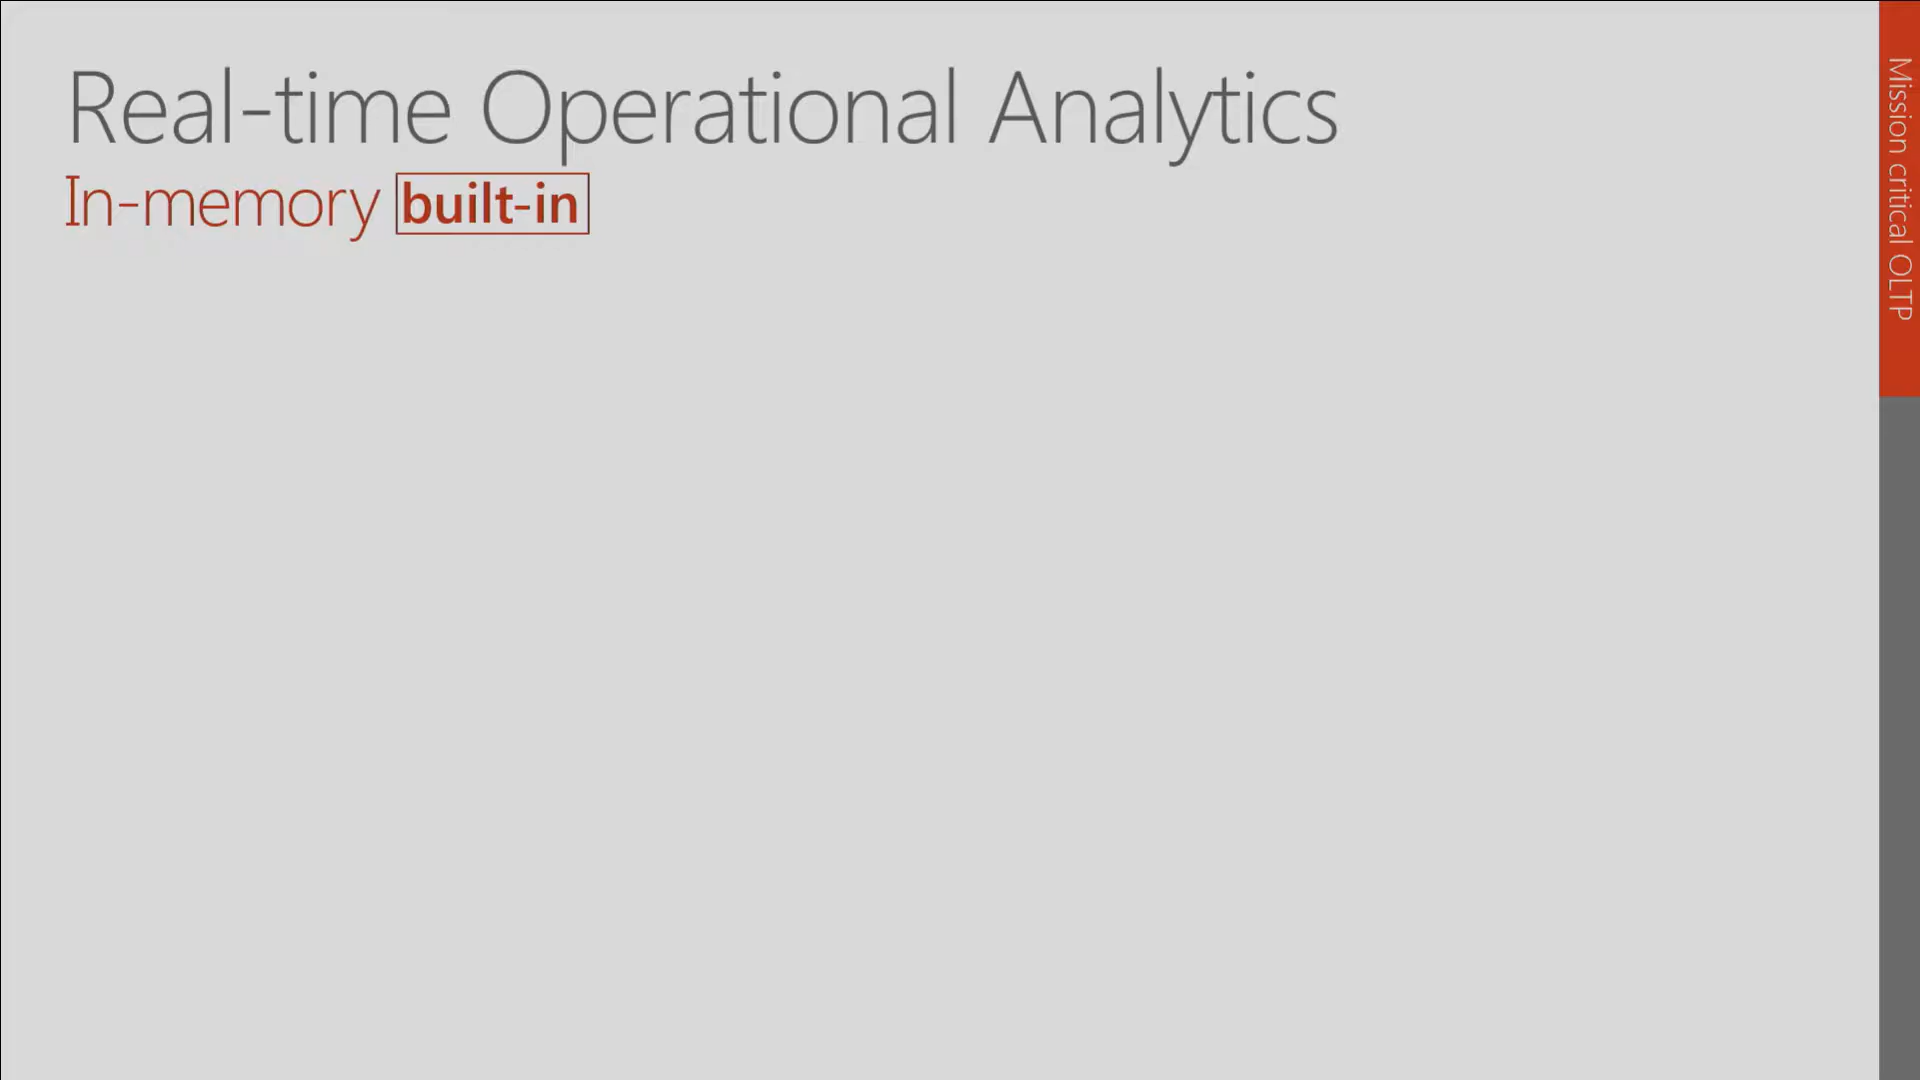 Real-time Operational Analytics
In-memory built-in
Mission critical OLTP